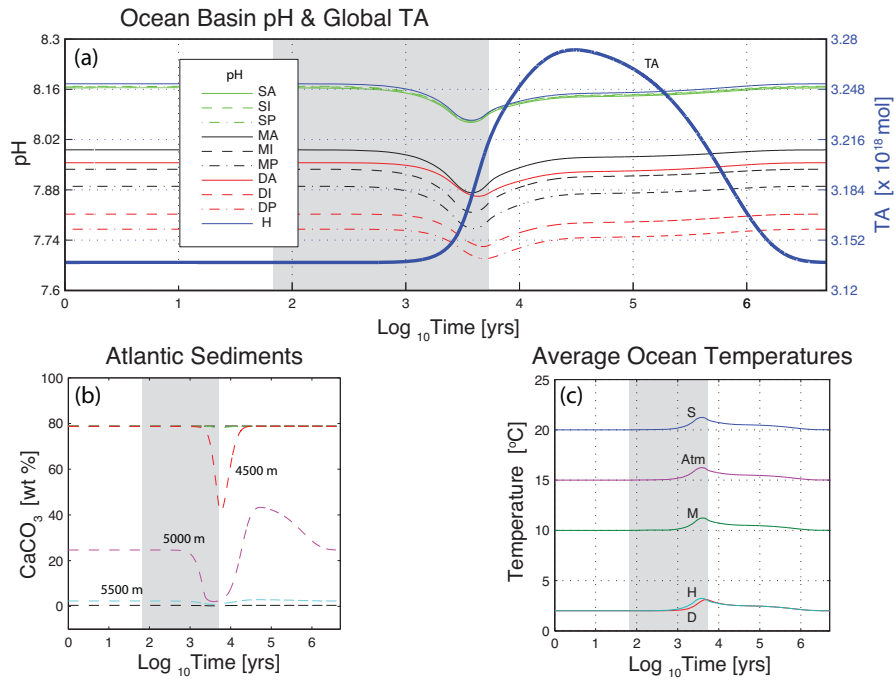 Ocean Basin pH & Global TA
(a)
8.3
8.16
8.02
7.88
7.74
7.6
pH
pH
SA
SI
SP
MA
MI
MP
DA
DI
DP
H
TA
3.28
3.248
3.216
3.184
3.152
3.12
TA [x 10^18 mol]
0
1
2
3
4
5
6
Log 10Time [yrs]
Atlantic Sediments
(b)
100
80
60
40
20
0
CaCO3 [wt %]
4500 m
5000 m
5500 m
0
1
2
3
4
5
6
Log 10Time [yrs]
Average Ocean Temperatures
(c)
25
20
15
10
5
0
Temperature [°C]
S
Atm
M
H
D
0
1
2
3
4
5
6
Log 10Time [yrs]